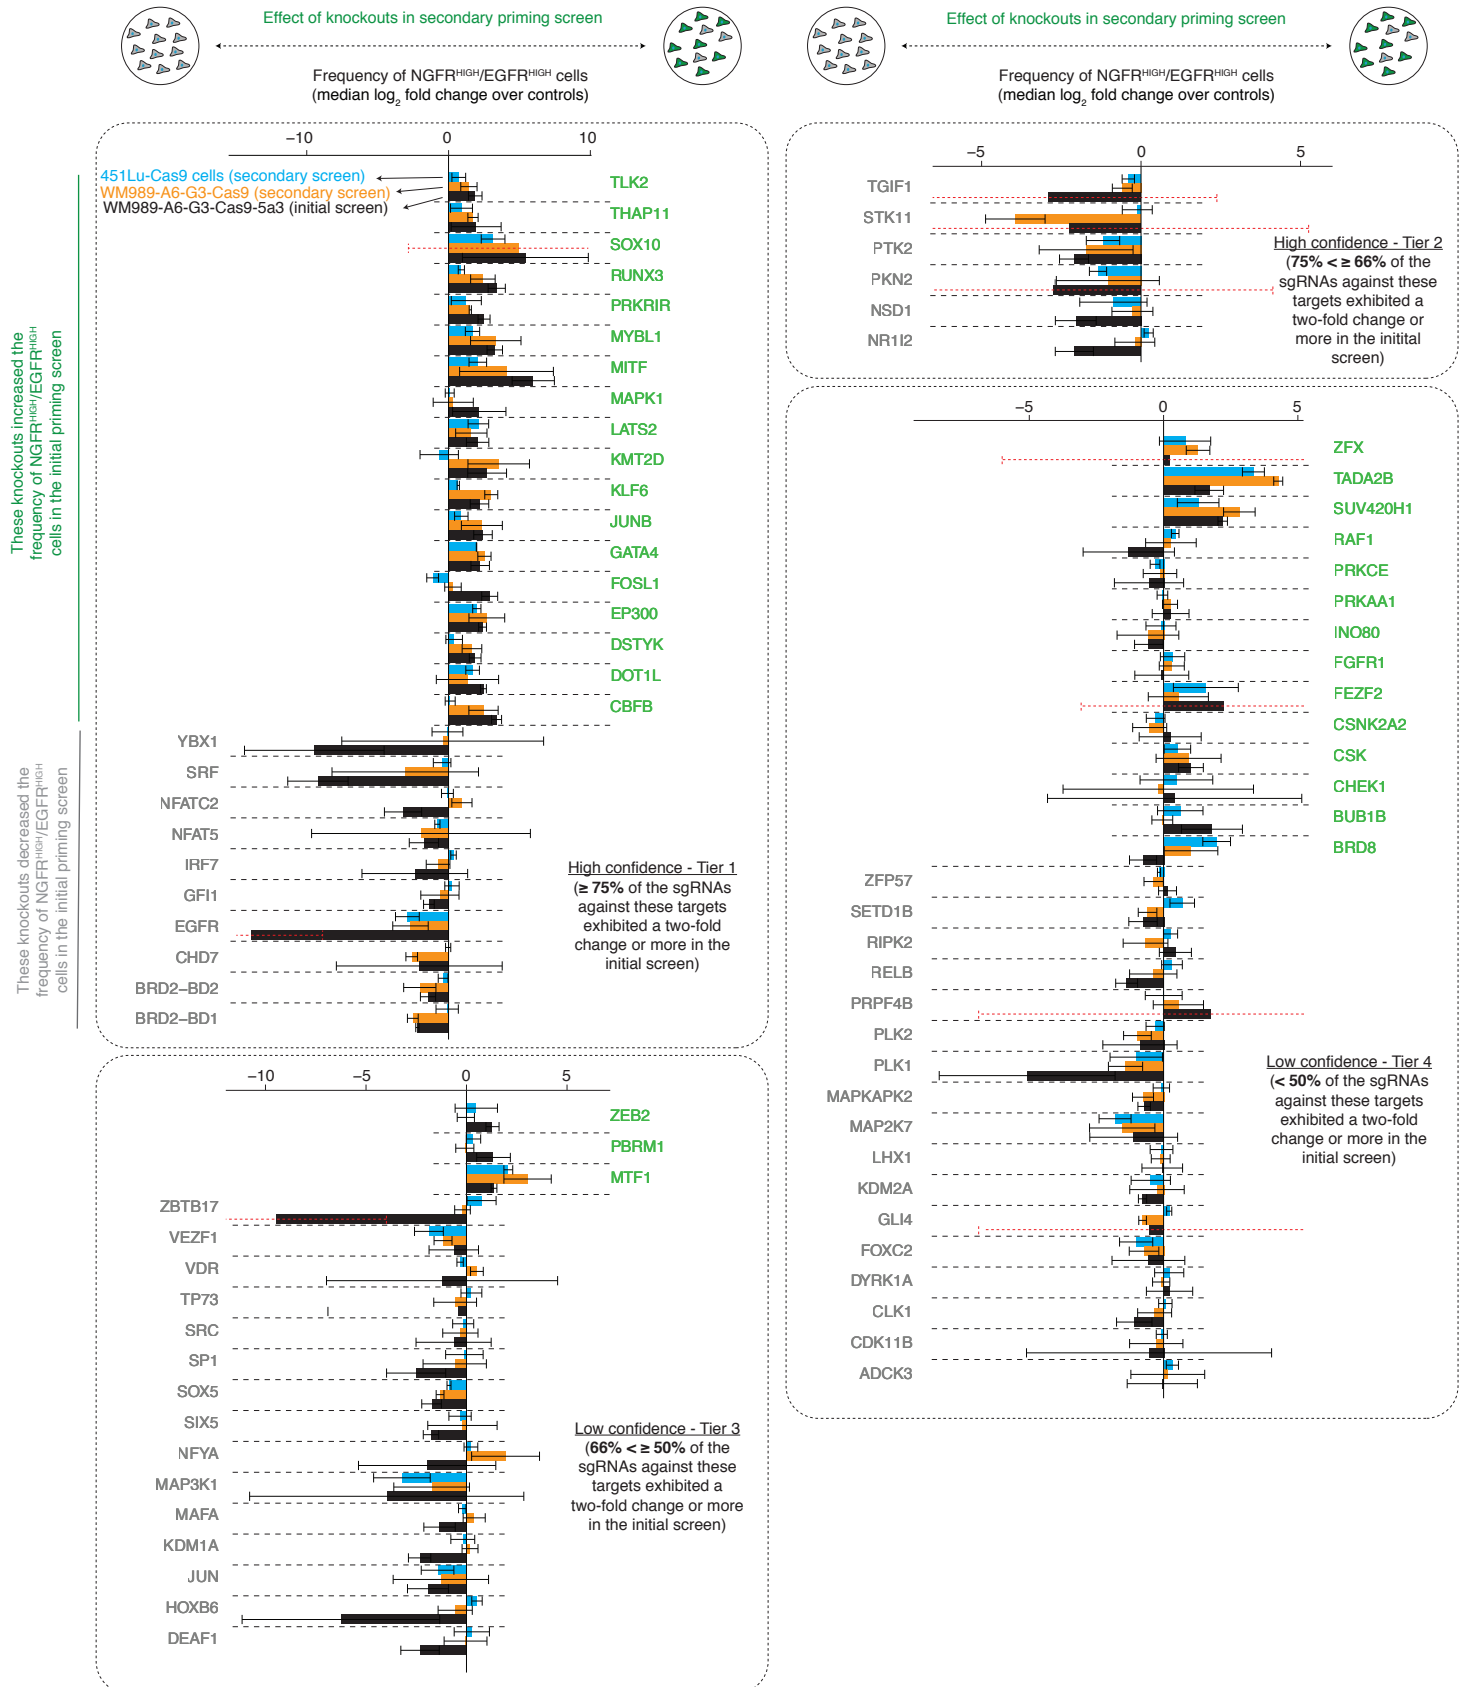 Effect of knockouts in secondary priming screen
Frequency of NGFRHIGH/EGFRHIGH cells
(median log2 fold change over controls)
−10 0 10
451Lu-Cas9 cells (secondary screen)
WM989-A6-G3-Cas9 (secondary screen)
WM989-A6-G3-Cas9-5a3 (initial screen)
These knockouts increased the
frequency of NGFRHIGH/EGFRHIGH
cells in the initial priming screen
TLK2
THAP11
SOX10
RUNX3
PRKRIR
MYBL1
MITF
MAPK1
LATS2
KMT2D
KLF6
JUNB
GATA4
FOSL1
EP300
DSTYK
DOT1L
CBFB
These knockouts decreased the
frequency of NGFRHIGH/EGFRHIGH
cells in the initial priming screen
YBX1
SRF
NFATC2
NFAT5
IRF7
GFI1
EGFR
CHD7
BRD2−BD2
BRD2−BD1
High confidence - Tier 1
(≥ 75% of the sgRNAs
against these targets
exhibited a two-fold
change or more in the
initial screen)
−10 −5 0 5
ZEB2
PBRM1
MTF1
ZBTB17
VEZF1
VDR
TP73
SRC
SP1
SOX5
SIX5
NFYA
MAP3K1
MAFA
KDM1A
JUN
HOXB6
DEAF1
Low confidence - Tier 3
(66% < ≥ 50% of the
sgRNAs against these
targets exhibited a
two-fold change or more
in the initial screen)
Effect of knockouts in secondary priming screen
Frequency of NGFRHIGH/EGFRHIGH cells
(median log2 fold change over controls)
−5 0 5
TGIF1
STK11
PTK2
PKN2
NSD1
NR1I2
High confidence - Tier 2
(75% < ≥ 66% of the
sgRNAs against these
targets exhibited a
two-fold change or
more in the initital
screen)
−5 0 5
ZFX
TADA2B
SUV420H1
RAF1
PRKCE
PRKAA1
INO80
FGFR1
FEZF2
CSNK2A2
CSK
CHEK1
BUB1B
BRD8
ZFP57
SETD1B
RIPK2
RELB
PRPF4B
PLK2
PLK1
MAPKAPK2
MAP2K7
LHX1
KDM2A
GLI4
FOXC2
DYRK1A
CLK1
CDK11B
ADCK3
Low confidence - Tier 4
(< 50% of the sgRNAs
against these targets
exhibited a two-fold
change or more in the
initial screen)